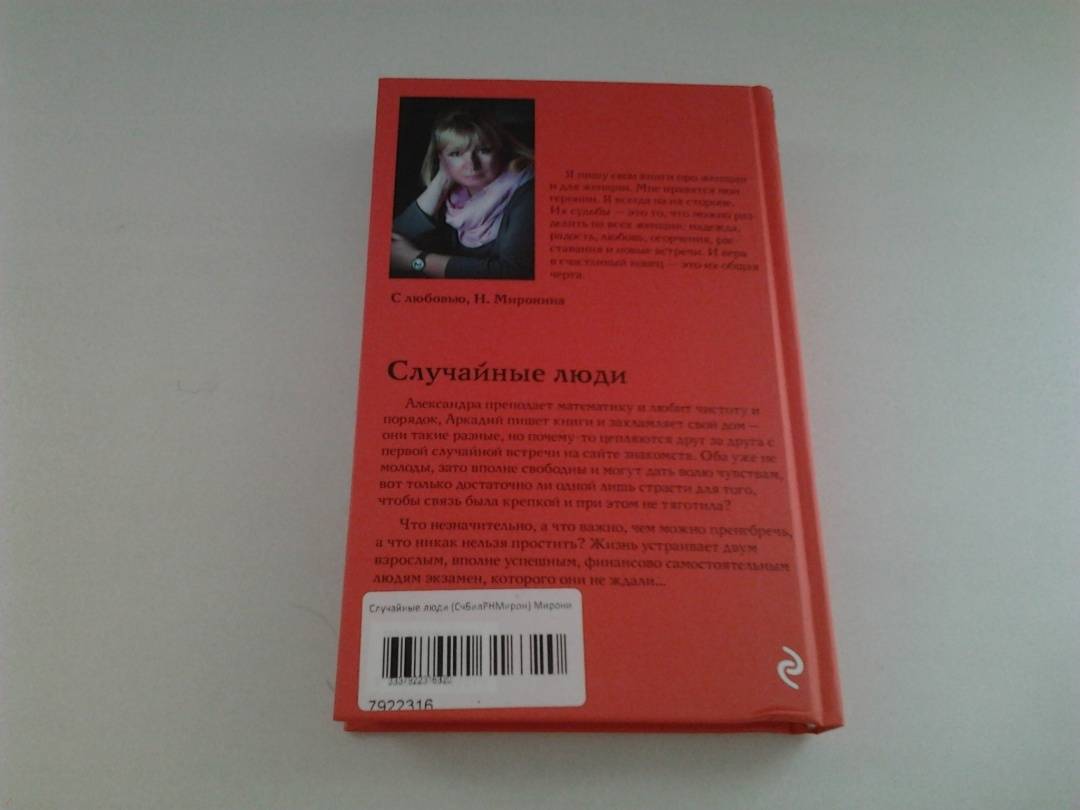 Я пишу свои книги про женщин
и для женщин. Мне нравятся мои
героини. Я всегда на их стороне.
Их судьбы — это то, что можно раз-
делить на всех женщин: надежда,
радость, любовь, огорчения, рас-
ставания и новые встречи. И вера
в счастливый конец — это их общая
черта.
С любовью, Н. Миронина
Случайные люди
Александра преподает математику и любит чистоту и
порядок, Аркадий пишет книги и захламляет свой дом —
они такие разные, но почему-то цепляются друг за друга с
первой случайной встречи на сайте знакомств. Оба уже не
молоды, зато вполне свободны и могут дать волю чувствам,
вот только достаточно ли одной лишь страсти для того,
чтобы связь была крепкой и при этом не тяготила?
Что незначительно, а что важно, чем можно пренебречь,
а что никак нельзя простить? Жизнь устраивает двум
взрослым, вполне успешным, финансово самостоятельным
людям экзамен, которого они не ждали...
Случайные люди (СчБилРНМирон) Мирони
7922316